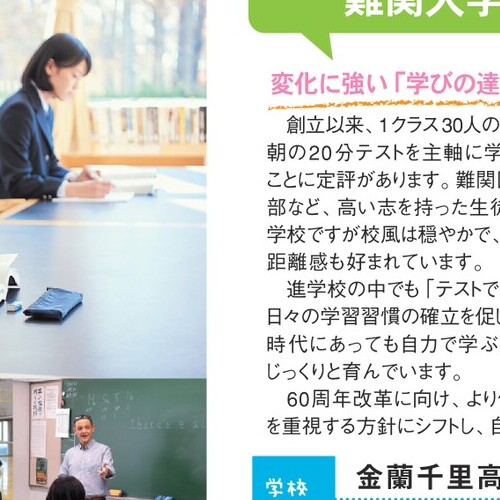 難関大学
変化に強い「学びの達
創立以来、1クラス30人の
朝の20分テストを主軸に学
ことに定評があります。難関
部など、高い志を持った生徒
学校ですが校風は穏やかで、
距離感も好まれています。
進学校の中でも「テストで
日々の学習習慣の確立を促し
時代にあっても自力で学ぶ
じっくりと育んでいます。
60周年改革に向け、より
を重視する方針にシフトし、自
学校
金蘭千里高